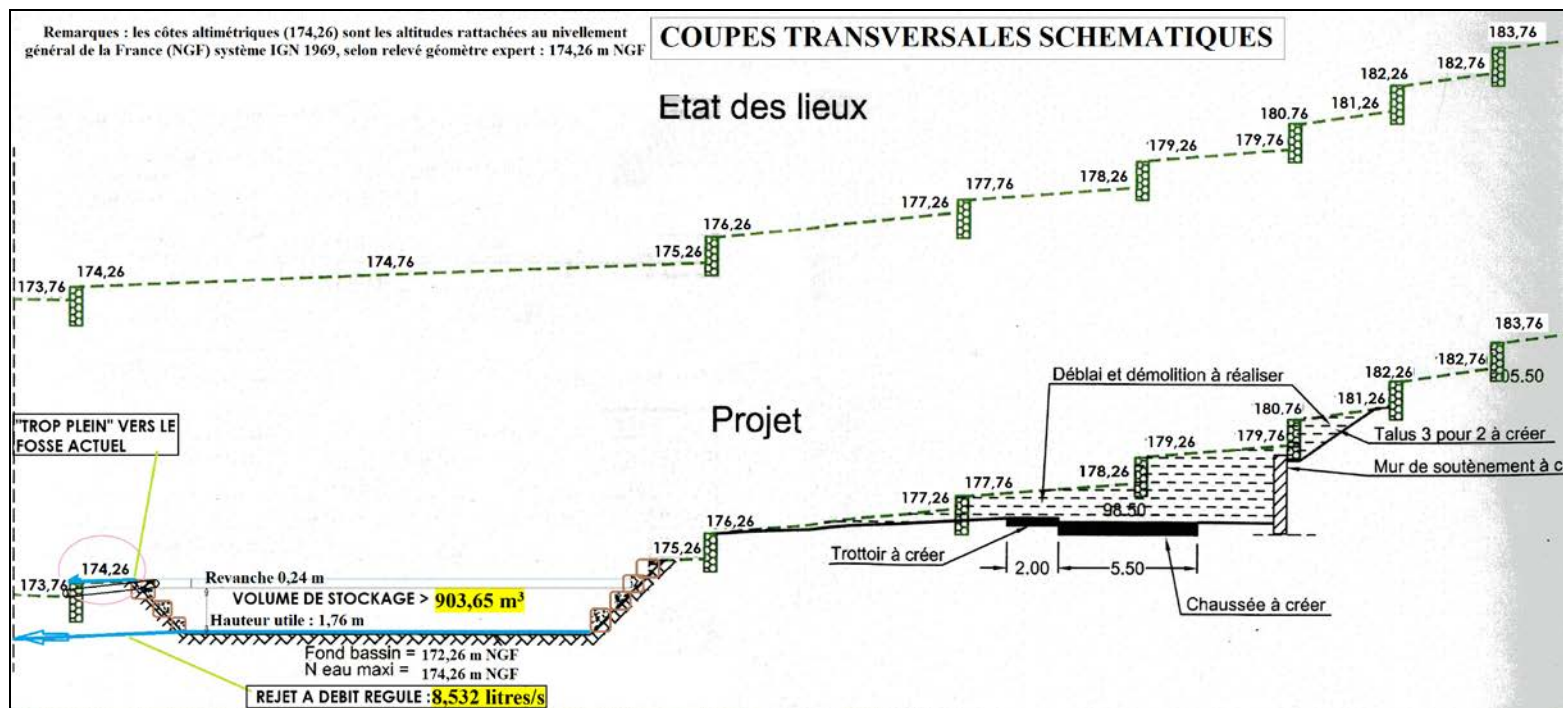 Remarques : les côtes altimétriques (174,26) sont les altitudes rattachées au nivellement
général de la France (NGF) système IGN 1969, selon relevé géomètre expert : 174,26 m NGF
COUPES TRANSVERSALES SCHEMATIQUES
Etat des lieux
183,76
182,76
182,26
181,26
180.76
179,76
179,26
178,26
177,76
177,26
176,26
175,26
174,76
174,26
173,76
Projet
183,76
182,76
105.50
182,26
181,26
180.76
179,76
179,26
178,26
177,76
177,26
176,26
175,26
174,26
173,76
Déblai et démolition à réaliser
Talus 3 pour 2 à créer
Mur de soutènement à c
98.50
Trottoir à créer
2.00
5.50
Chaussée à créer
"TROP PLEIN" VERS LE
FOSSE ACTUEL
Revanche 0,24 m
VOLUME DE STOCKAGE > 903,65 m³
Hauteur utile : 1,76 m
Fond bassin = 172,26 m NGF
N eau maxi = 174,26 m NGF
REJET A DEBIT REGULE : 8,532 litres/s